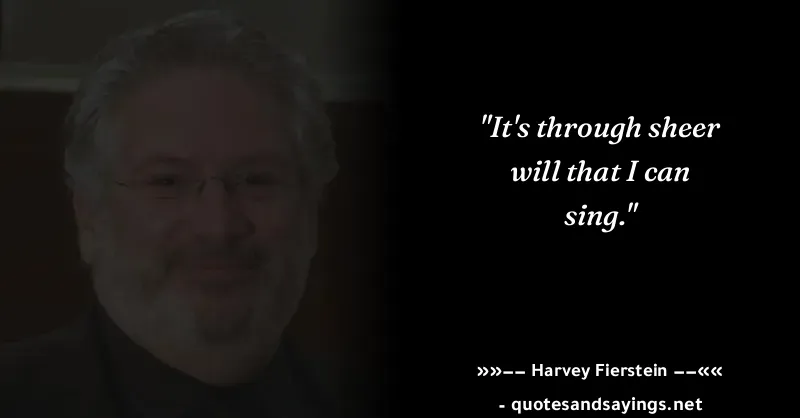 "It's through sheer
will that I can
sing."
»»−− Harvey Fierstein −−««
- quotesandsayings.net